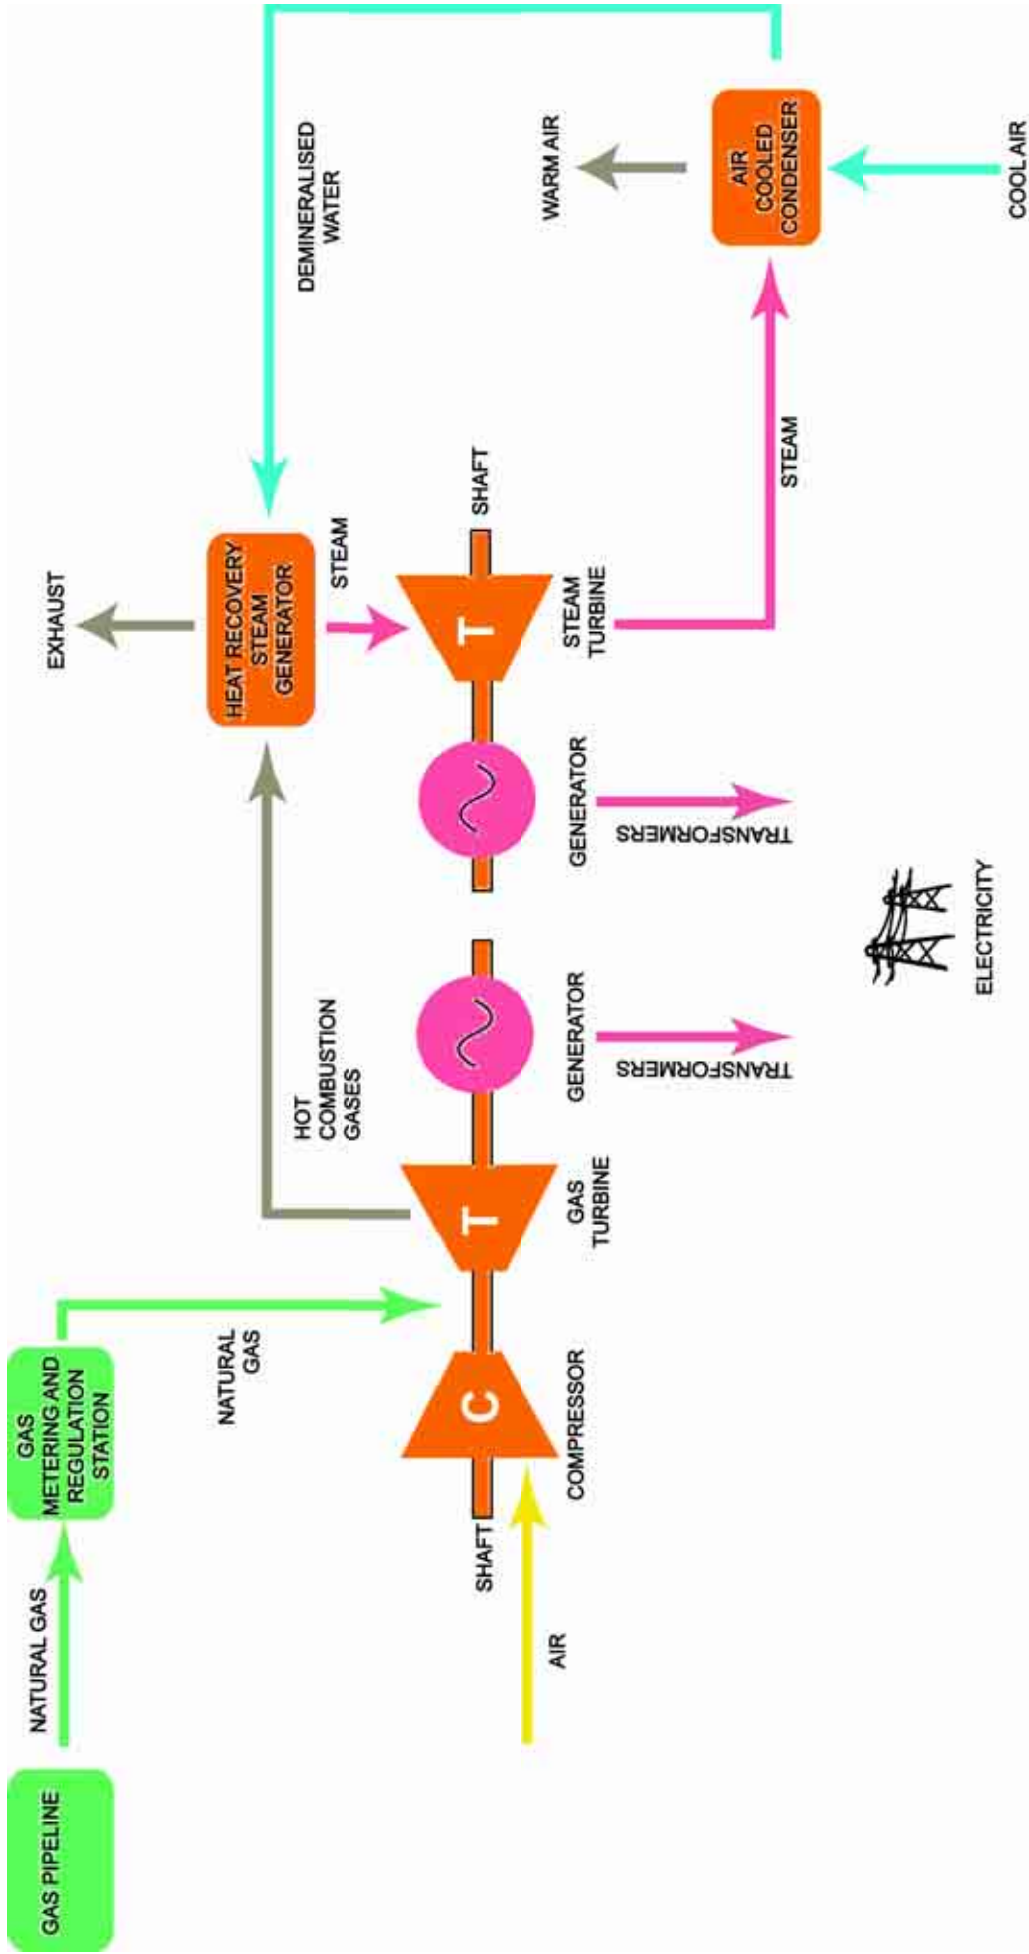 GAS PIPELINE
NATURAL GAS
GAS
METERING AND
REGULATION
STATION
NATURAL
GAS
HOT
COMBUSTION
GASES
EXHAUST
HEAT RECOVERY
STEAM
GENERATOR
DEMINERALISED
WATER
STEAM
SHAFT
C
T
T
SHAFT
AIR
COMPRESSOR
GAS
TURBINE
GENERATOR
GENERATOR
STEAM
TURBINE
TRANSFORMERS
TRANSFORMERS
STEAM
WARM AIR
AIR
COOLED
CONDENSER
COOL AIR
ELECTRICITY